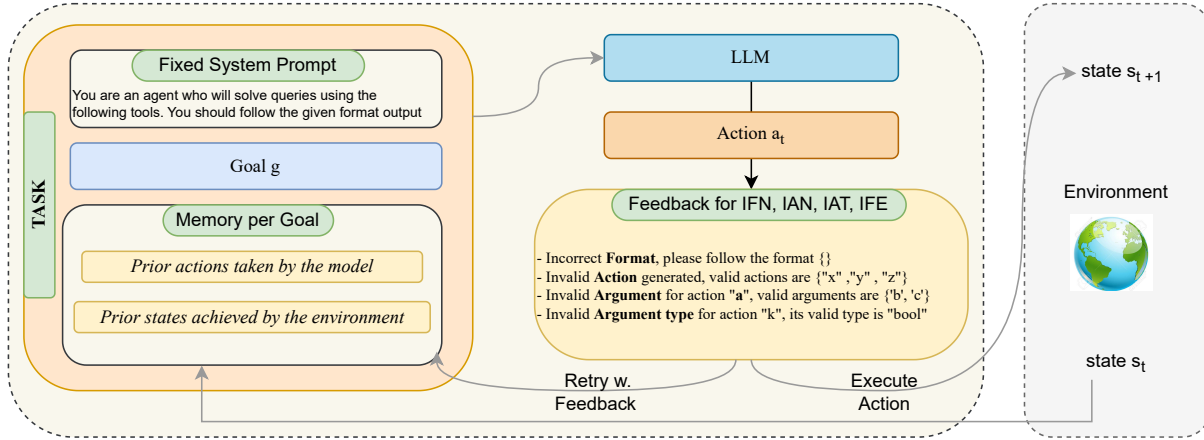 Fixed System Prompt
You are an agent who will solve queries using the
following tools. You should follow the given format output
TASK
Goal g
Memory per Goal
Prior actions taken by the model
Prior states achieved by the environment
LLM
Action a_t
Feedback for IFN, IAN, IAT, IFE
- Incorrect Format, please follow the format {}
- Invalid Action generated, valid actions are {"x" ,"y" , "z"}
- Invalid Argument for action "a", valid arguments are {'b', 'c'}
- Invalid Argument type for action "k", its valid type is "bool"
Retry w.
Feedback
Execute
Action
state s_t +1
Environment
state s_t